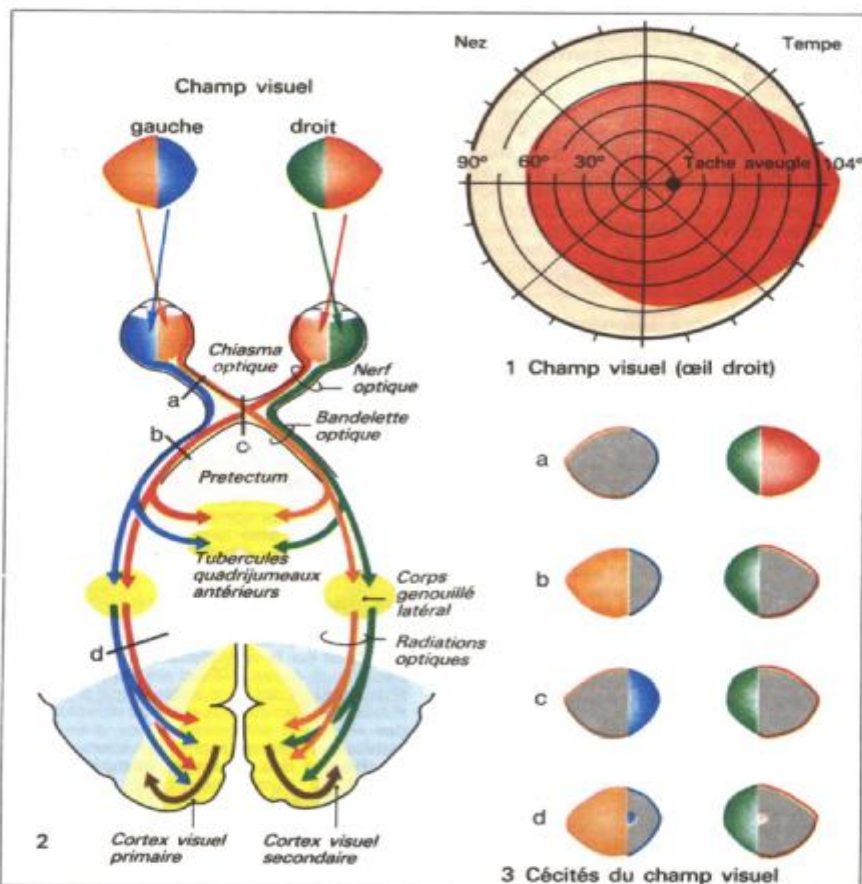 Champ visuel
gauche
droit
Chiasma
optique
Nerf
optique
a
Bandelette
optique
b
c
Pretectum
Tubercules
quadrijumeaux
antérieurs
Corps
genouillé
latéral
d
Radiations
optiques
2
Cortex visuel
primaire
Cortex visuel
secondaire
Nez
Tempe
90° 60° 30° Tache aveugle 104°
1 Champ visuel (œil droit)
a
b
c
d
3 Cécités du champ visuel